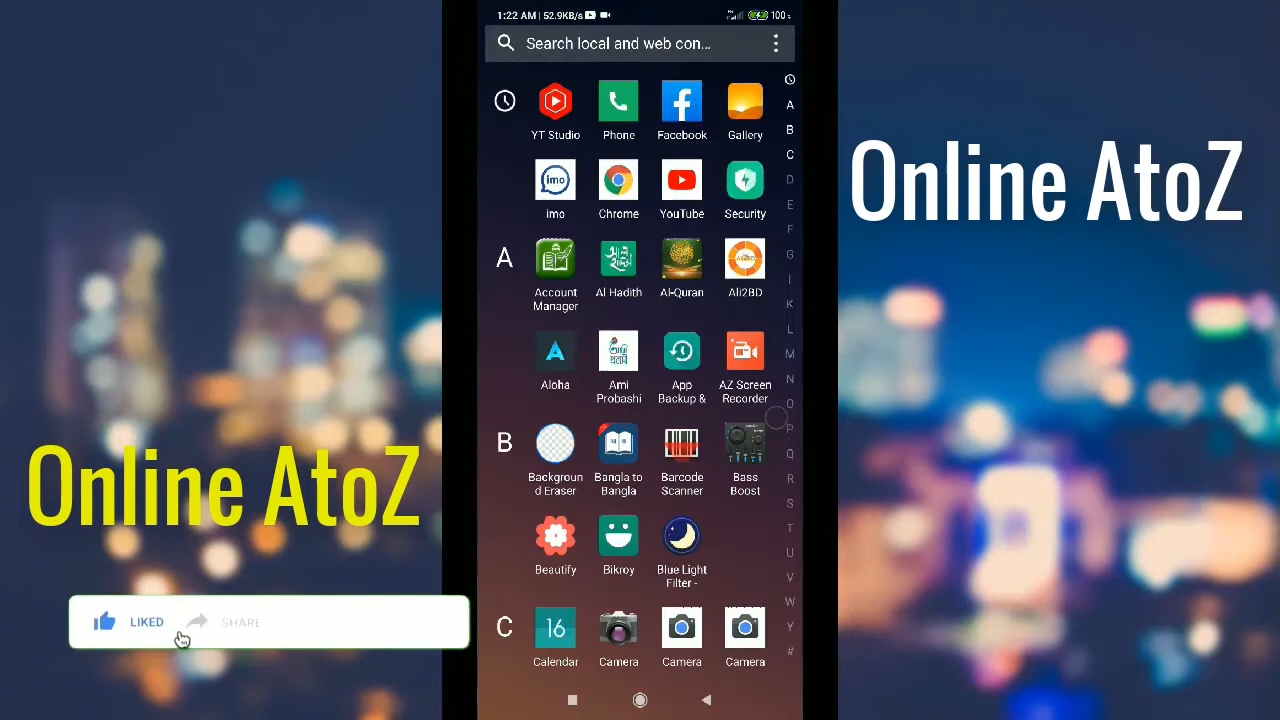 1:22 AM | 52.9KB/s
100
Search local and web con...
YT Studio
Phone
Facebook
Gallery
imo
imo
Chrome
YouTube
Security
A
Account Manager
Al Hadith
Al-Quran
Ali2BD
Aloha
Ami Probashi
App Backup &
AZ Screen Recorder
B
Background Eraser
Bangla to Bangla
Barcode Scanner
Bass Boost
Beautify
Bikroy
Blue Light Filter -
C
16
Calendar
Camera
Camera
Camera
A
B
C
D
E
F
G
I
K
L
M
N
O
P
Q
R
S
T
U
V
W
Y
#
Online AtoZ
Online AtoZ
LIKED
SHARE